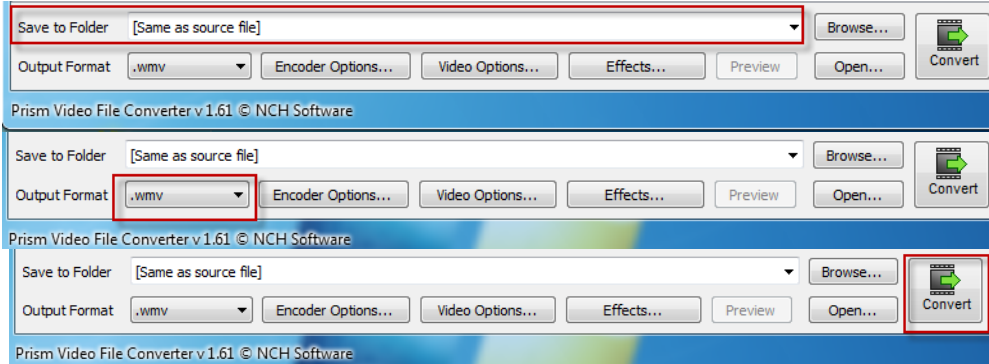 Save to Folder [Same as source file] Browse...
Output Format .wmv Encoder Options... Video Options... Effects... Preview Open... Convert
Prism Video File Converter v 1.61 © NCH Software
Save to Folder [Same as source file] Browse...
Output Format .wmv Encoder Options... Video Options... Effects... Preview Open... Convert
Prism Video File Converter v 1.61 © NCH Software
Save to Folder [Same as source file] Browse...
Output Format .wmv Encoder Options... Video Options... Effects... Preview Open... Convert
Prism Video File Converter v 1.61 © NCH Software